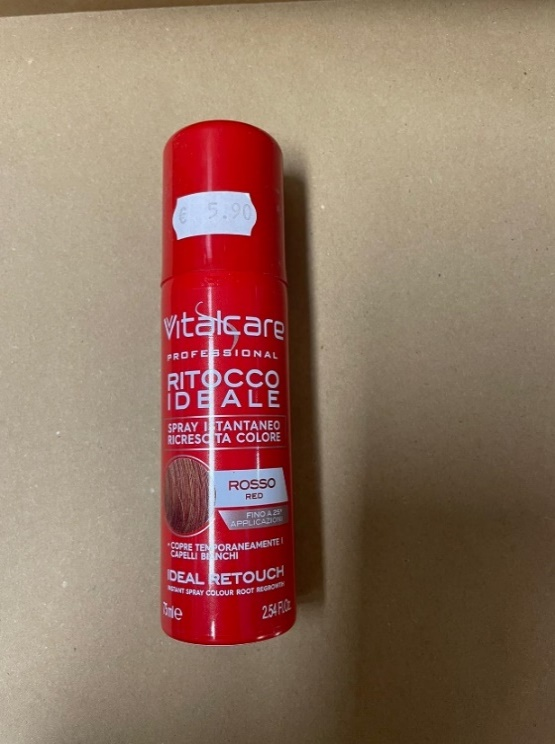 € 5.90
Vitalcare
PROFESSIONAL
RITOCCO
IDEALE
SPRAY ISTANTANEO
RICRESCITA COLORE
ROSSO
RED
FINO A 25*
APPLICAZIONI
•COPRE TEMPORANEAMENTE I
CAPELLI BIANCHI
IDEAL RETOUCH
INSTANT SPRAY COLOUR ROOT REGROWTH
75ml e 2.54 Fl.Oz.